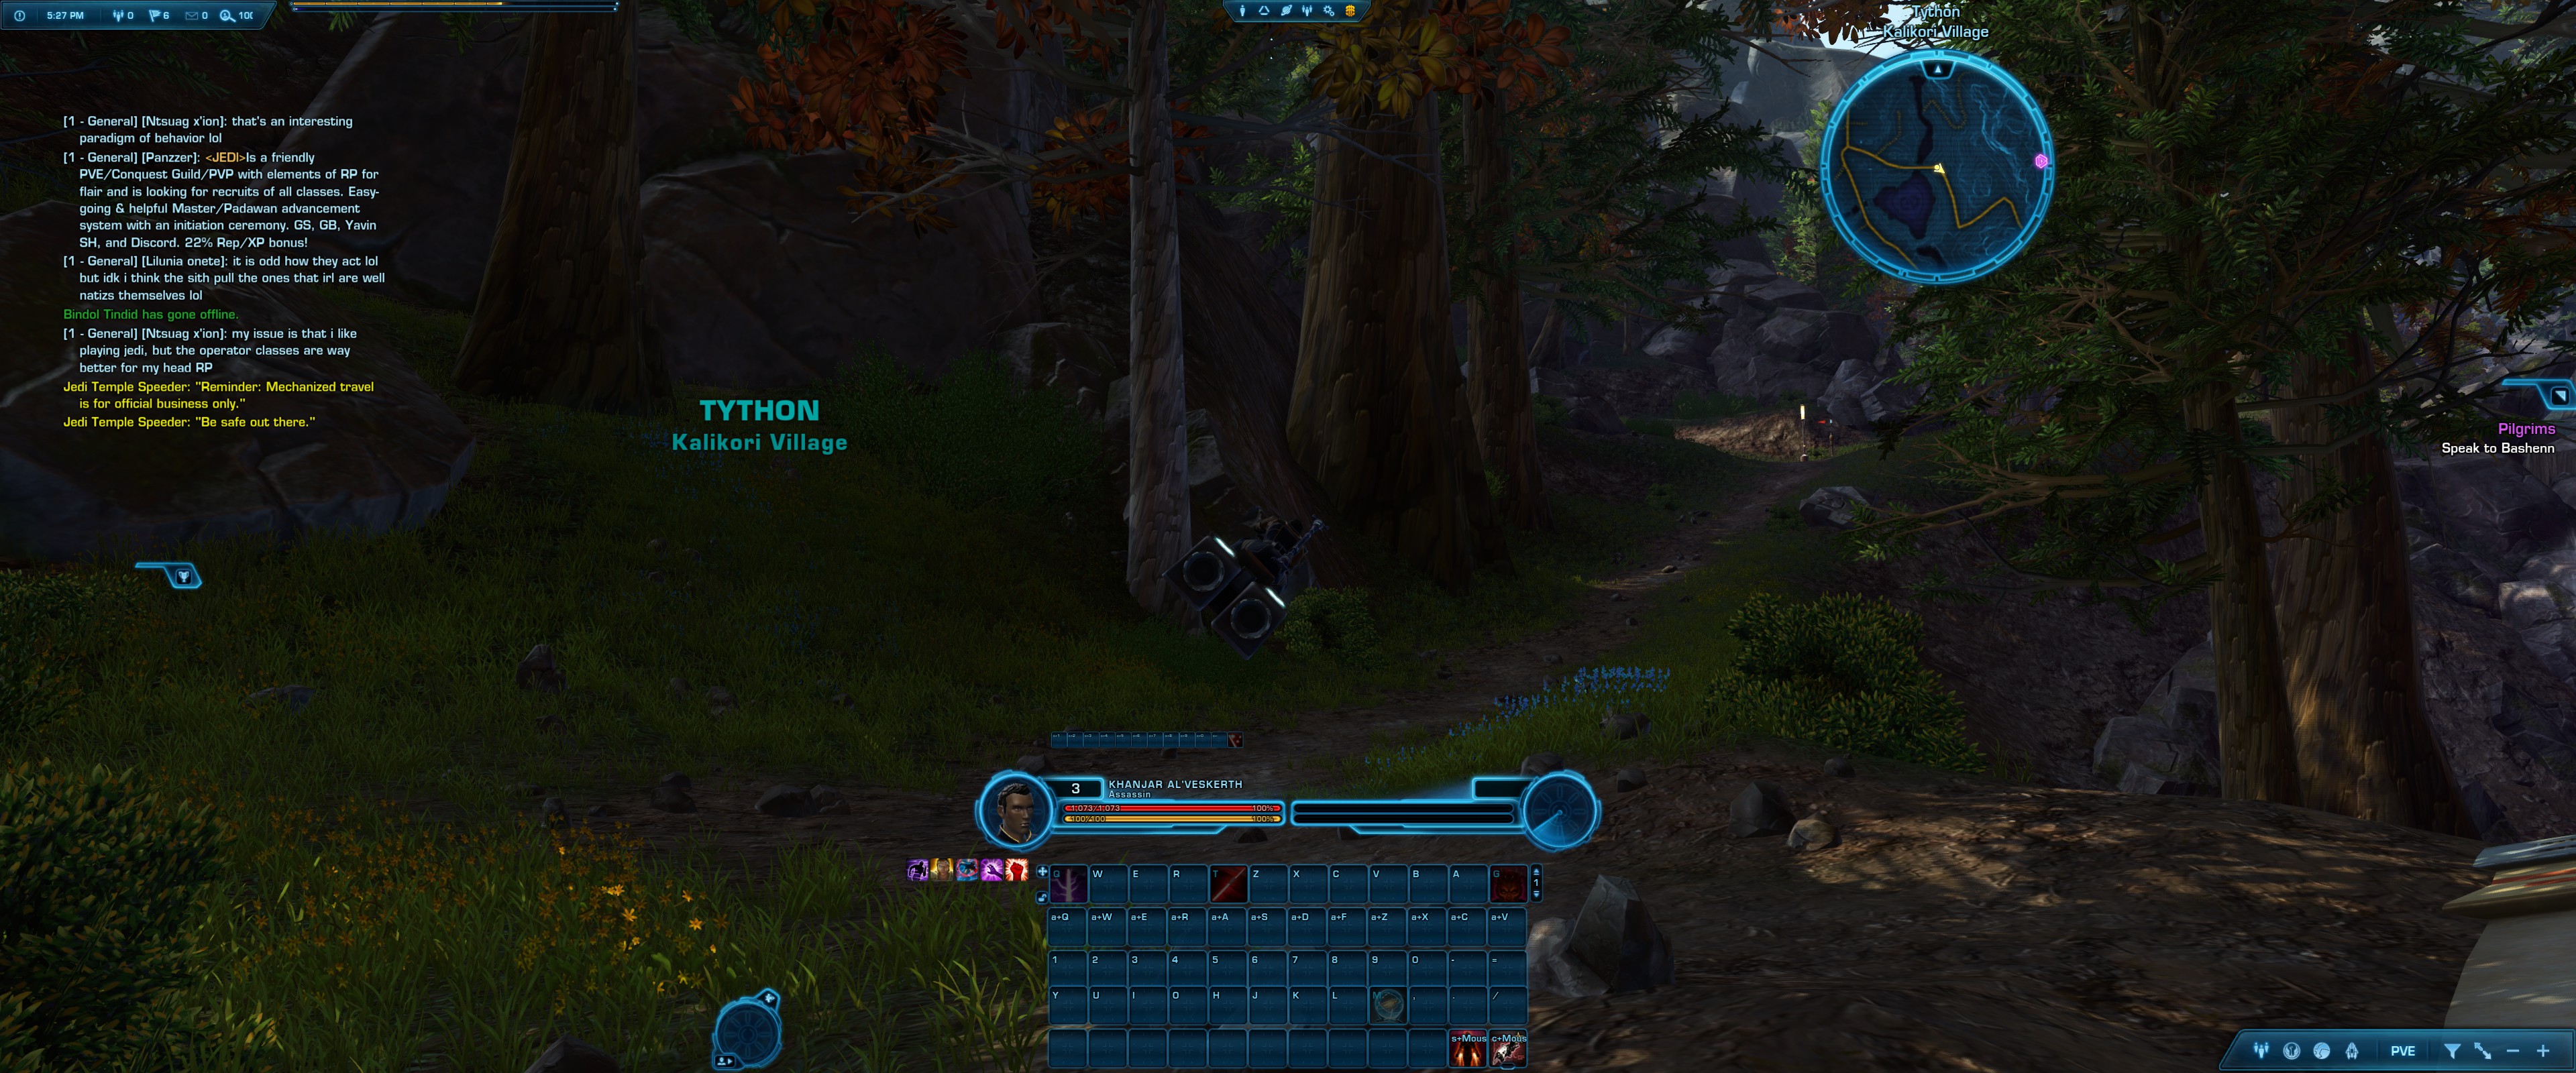 5:27 PM 0 6 0 100
Tython
Kalikori Village
[1 - General] [Ntsuag x'ion]: that's an interesting
paradigm of behavior lol
[1 - General] [Panzzer]: <JEDI>Is a friendly
PVE/Conquest Guild/PVP with elements of RP for
flair and is looking for recruits of all classes. Easy-
going & helpful Master/Padawan advancement
system with an initiation ceremony. GS, GB, Yavin
SH, and Discord. 22% Rep/XP bonus!
[1 - General] [Lilunia onete]: it is odd how they act lol
but idk i think the sith pull the ones that irl are well
natizs themselves lol
Bindol Tindid has gone offline.
[1 - General] [Ntsuag x'ion]: my issue is that i like
playing jedi, but the operator classes are way
better for my head RP
Jedi Temple Speeder: "Reminder: Mechanized travel
is for official business only."
Jedi Temple Speeder: "Be safe out there."
TYTHON
Kalikori Village
Pilgrims
Speak to Bashenn
3 KHANJAR AL'VESKERTH
Assassin
1,073/1,073 100%
100/100 100%
Q W E R T Z X C V B A G 1
a+Q a+W a+E a+R a+A a+S a+D a+F a+Z a+X a+C a+V
1 2 3 4 5 6 7 8 9 0 - =
Y U I O H J K L M , . /
s+Mous c+Mous
PVE